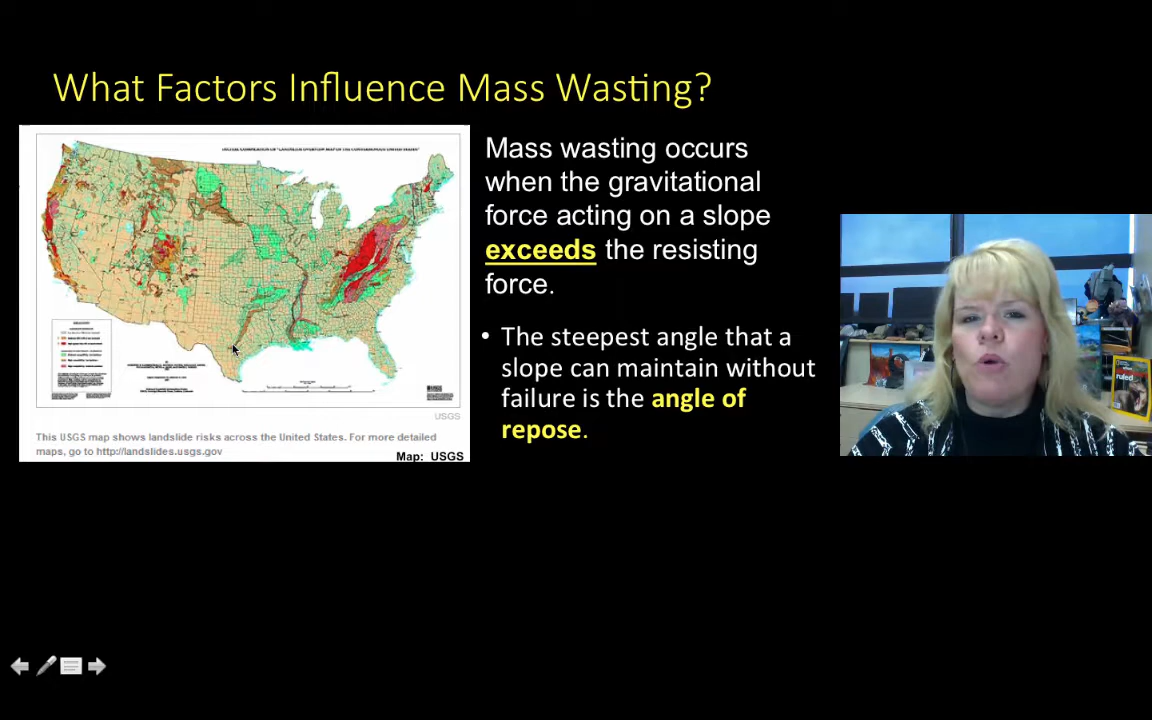 What Factors Influence Mass Wasting?
Mass wasting occurs
when the gravitational
force acting on a slope
exceeds the resisting
force.
• The steepest angle that a
slope can maintain without
failure is the angle of
repose.
USGS
This USGS map shows landslide risks across the United States. For more detailed
maps, go to http://landslides.usgs.gov
Map: USGS